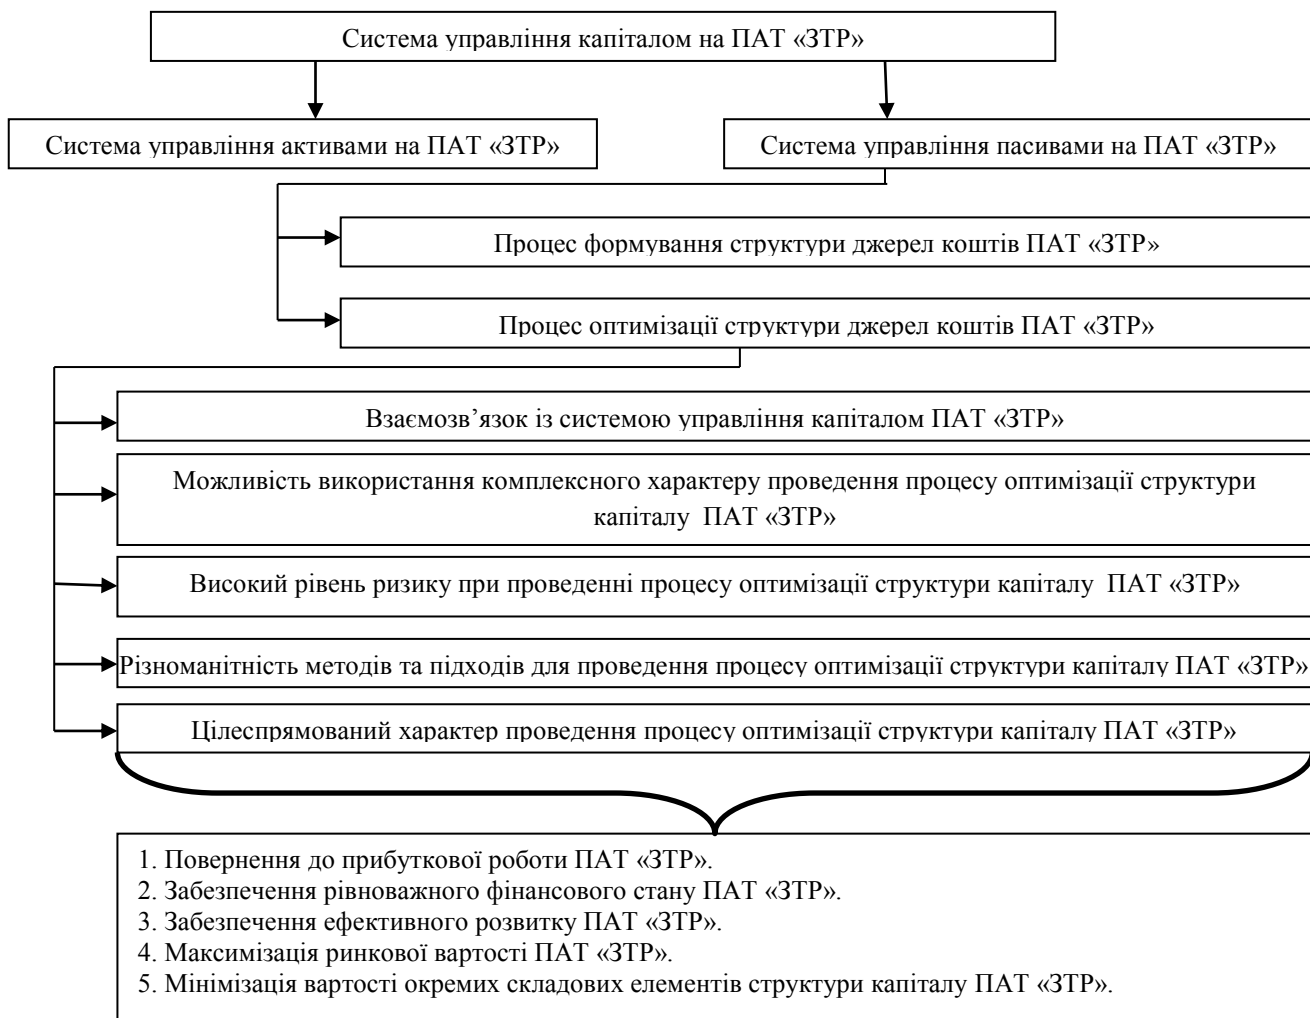 Система управління капіталом на ПАТ «ЗТР»
Система управління активами на ПАТ «ЗТР»
Система управління пасивами на ПАТ «ЗТР»
Процес формування структури джерел коштів ПАТ «ЗТР»
Процес оптимізації структури джерел коштів ПАТ «ЗТР»
Взаємозв’язок із системою управління капіталом ПАТ «ЗТР»
Можливість використання комплексного характеру проведення процесу оптимізації структури
капіталу ПАТ «ЗТР»
Високий рівень ризику при проведенні процесу оптимізації структури капіталу ПАТ «ЗТР»
Різноманітність методів та підходів для проведення процесу оптимізації структури капіталу ПАТ «ЗТР»
Цілеспрямований характер проведення процесу оптимізації структури капіталу ПАТ «ЗТР»
1. Повернення до прибуткової роботи ПАТ «ЗТР».
2. Забезпечення рівноважного фінансового стану ПАТ «ЗТР».
3. Забезпечення ефективного розвитку ПАТ «ЗТР».
4. Максимізація ринкової вартості ПАТ «ЗТР».
5. Мінімізація вартості окремих складових елементів структури капіталу ПАТ «ЗТР».